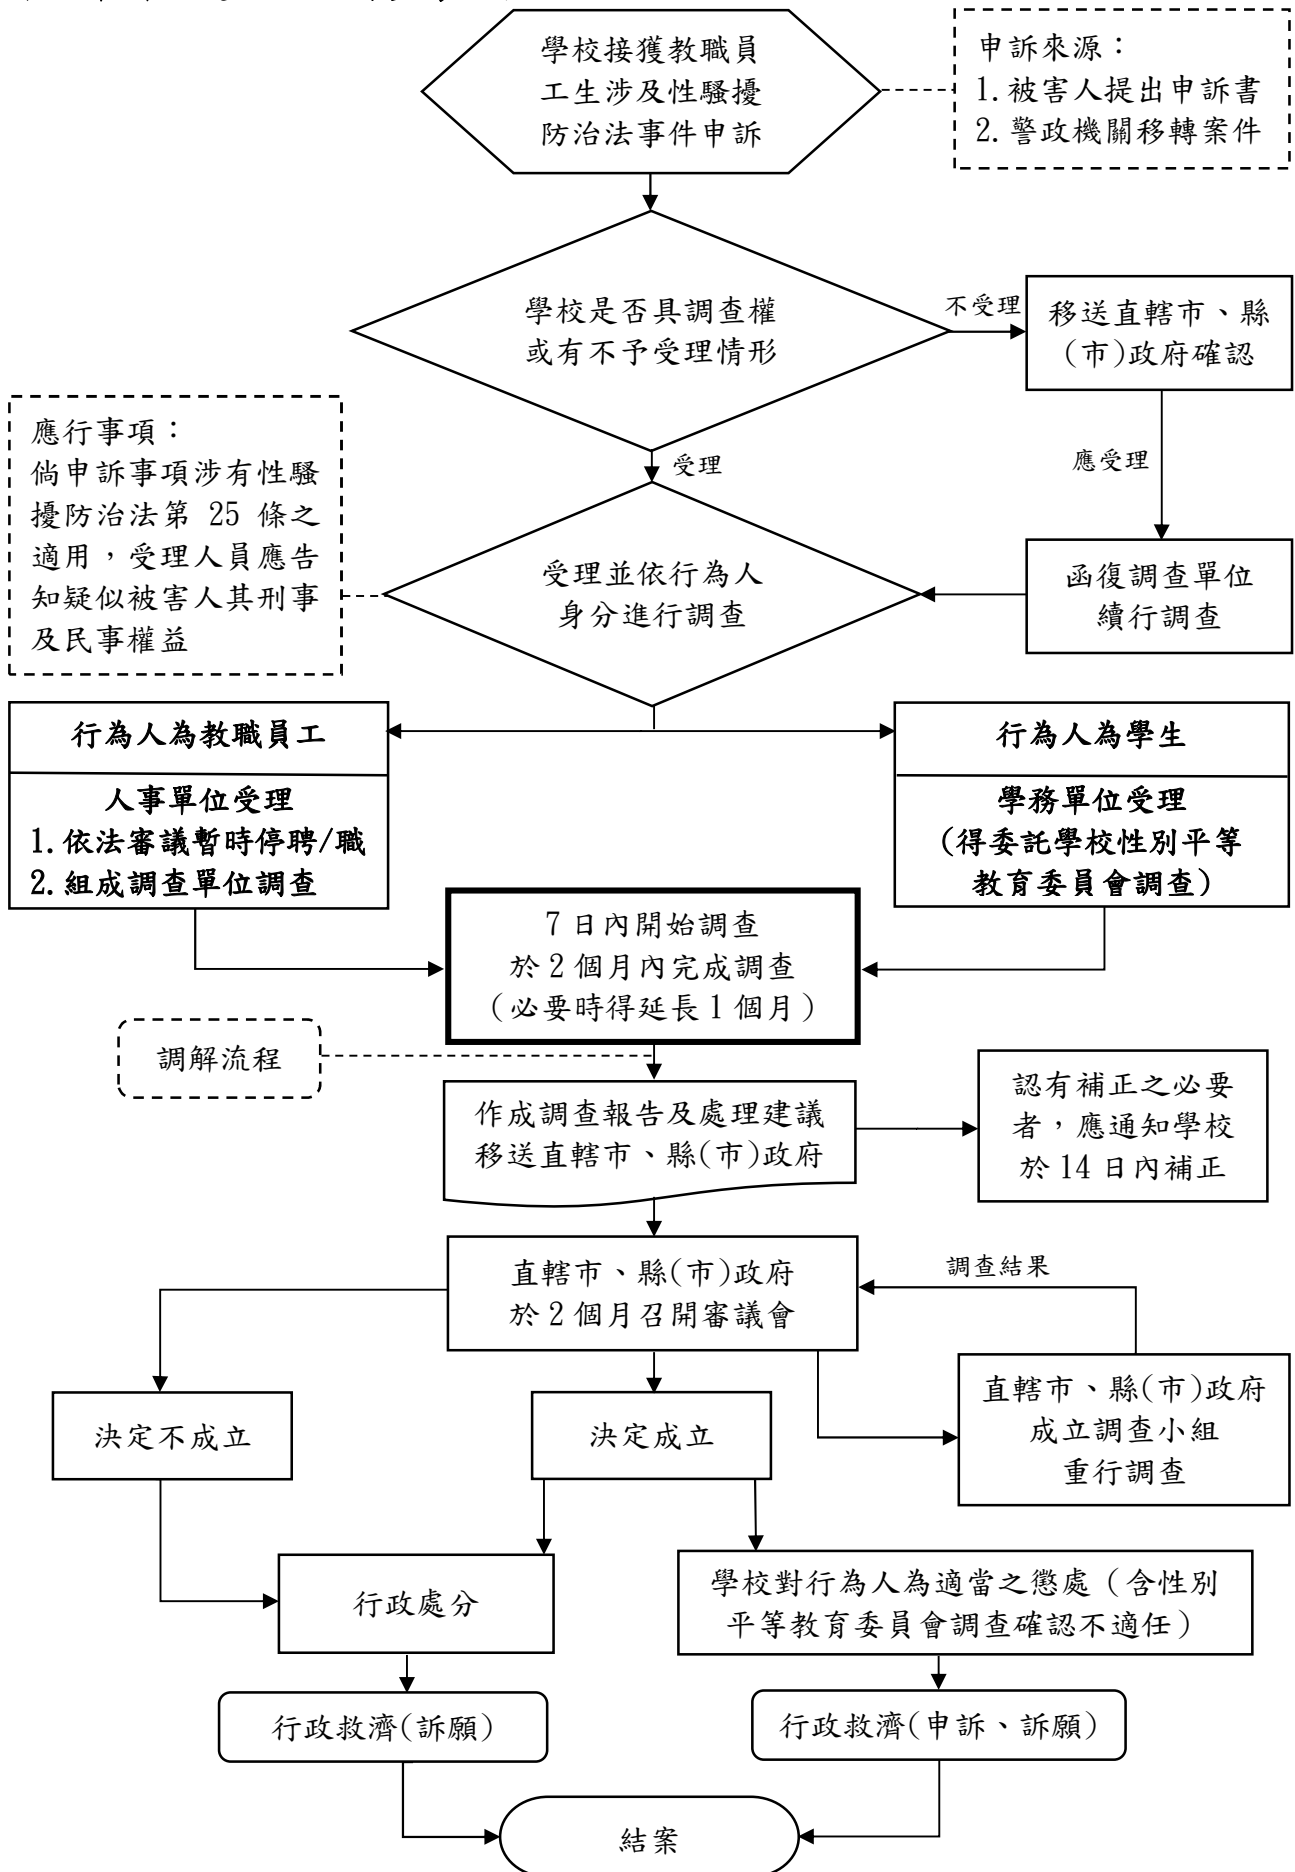 學校接獲教職員
工生涉及性騷擾
防治法事件申訴
申訴來源：
1.被害人提出申訴書
2.警政機關移轉案件
學校是否具調查權
或有不予受理情形
不受理
移送直轄市、縣
(市)政府確認
應行事項：
倘申訴事項涉有性騷
擾防治法第 25 條之
適用，受理人員應告
知疑似被害人其刑事
及民事權益
受理
應受理
受理並依行為人
身分進行調查
函復調查單位
續行調查
行為人為教職員工
人事單位受理
1.依法審議暫時停聘/職
2.組成調查單位調查
行為人為學生
學務單位受理
(得委託學校性別平等
教育委員會調查)
7 日內開始調查
於 2 個月內完成調查
(必要時得延長 1 個月)
調解流程
作成調查報告及處理建議
移送直轄市、縣(市)政府
認有補正之必要
者，應通知學校
於 14 日內補正
直轄市、縣(市)政府
於 2 個月召開審議會
調查結果
直轄市、縣(市)政府
成立調查小組
重行調查
決定不成立
決定成立
行政處分
學校對行為人為適當之懲處（含性別
平等教育委員會調查確認不適任）
行政救濟(訴願)
行政救濟(申訴、訴願)
結案